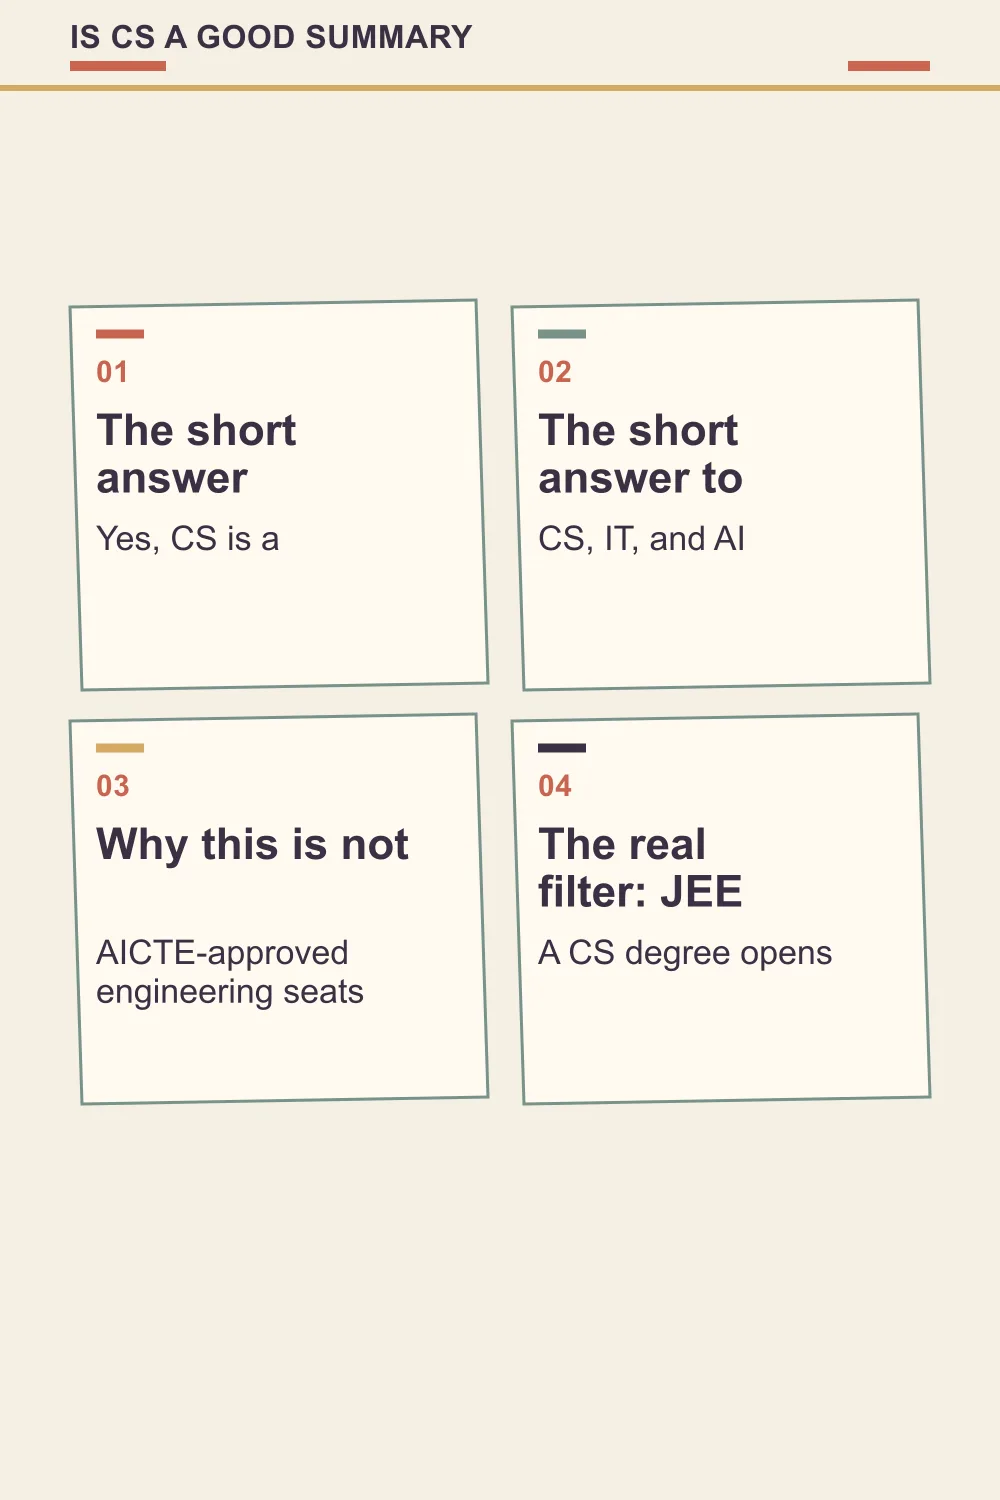 IS CS A GOOD SUMMARY
01
The short
answer
Yes, CS is a
02
The short
answer to
CS, IT, and AI
03
Why this is not
AICTE-approved
engineering seats
04
The real
filter: JEE
A CS degree opens